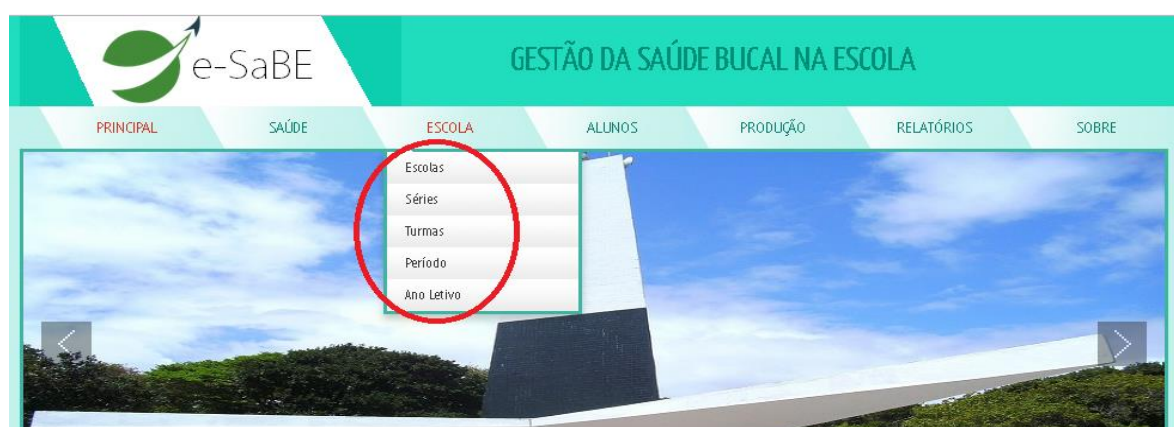 e-SaBE
GESTÃO DA SAÚDE BUCAL NA ESCOLA
PRINCIPAL SAÚDE ESCOLA ALUNOS PRODUÇÃO RELATÓRIOS SOBRE
Escolas
Séries
Turmas
Período
Ano Letivo